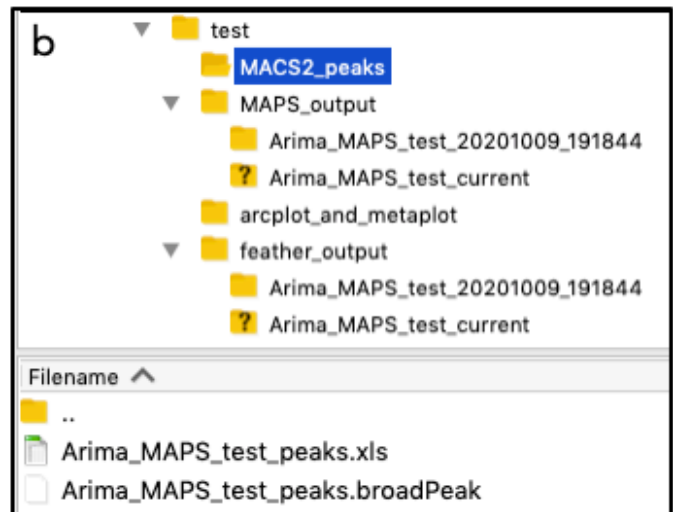 b
test
MACS2_peaks
MAPS_output
Arima_MAPS_test_20201009_191844
Arima_MAPS_test_current
arcplot_and_metaplot
feather_output
Arima_MAPS_test_20201009_191844
Arima_MAPS_test_current
Filename
..
Arima_MAPS_test_peaks.xls
Arima_MAPS_test_peaks.broadPeak